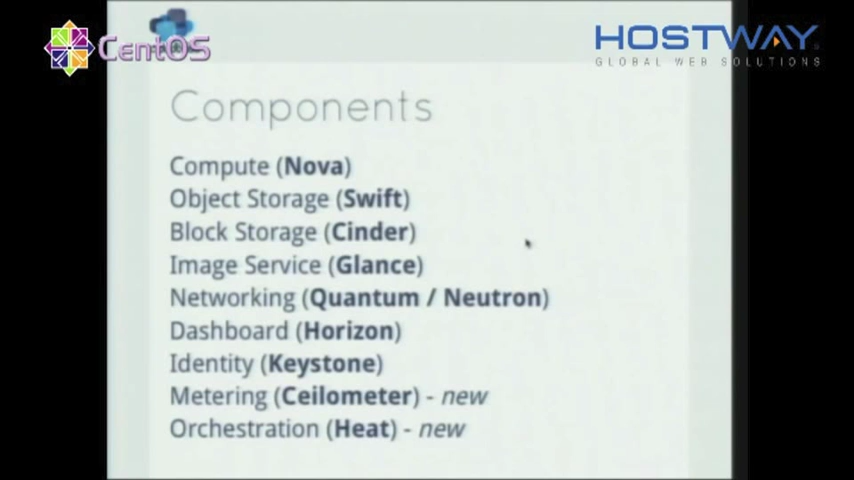 CentOS
HOSTWAY
GLOBAL WEB SOLUTIONS
Components
Compute (Nova)
Object Storage (Swift)
Block Storage (Cinder)
Image Service (Glance)
Networking (Quantum / Neutron)
Dashboard (Horizon)
Identity (Keystone)
Metering (Ceilometer) - new
Orchestration (Heat) - new